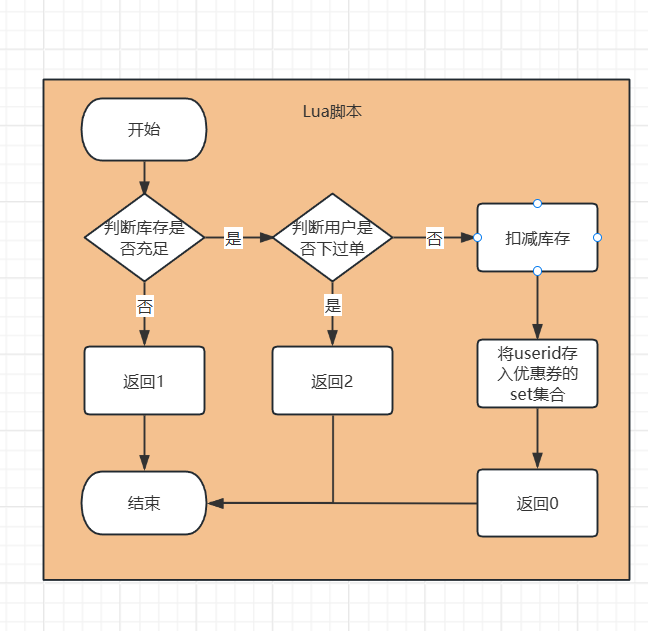 Lua脚本
开始
判断库存是
否充足
是
判断用户是
否下过单
否
扣减库存
否
是
返回1
返回2
将userid存
入优惠券的
set集合
结束
返回0